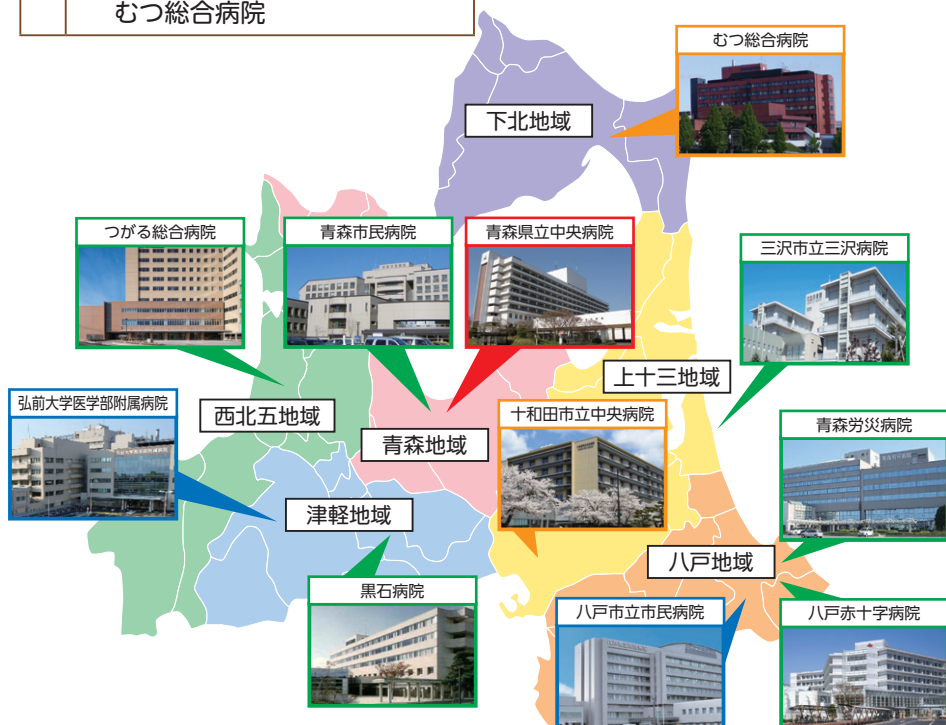 むつ総合病院
むつ総合病院
下北地域
つがる総合病院
青森市民病院
青森県立中央病院
三沢市立三沢病院
上十三地域
弘前大学医学部附属病院
西北五地域
十和田市立中央病院
青森労災病院
青森地域
津軽地域
八戸地域
黒石病院
八戸市立市民病院
八戸赤十字病院